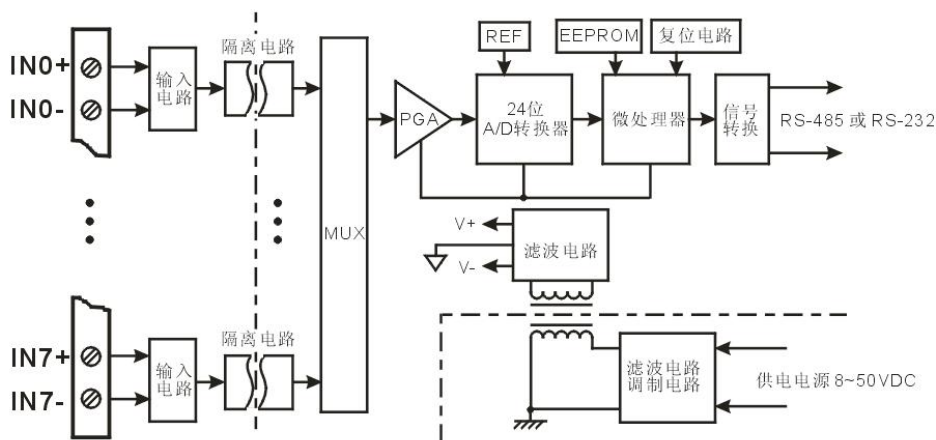 IN0+
IN0-
输入
电路
隔离电路
REF
EEPROM
复位电路
PGA
24位
A/D转换器
微处理器
信号
转换
RS-485 或 RS-232
MUX
V+
V-
滤波电路
IN7+
IN7-
输入
电路
隔离电路
滤波电路
调制电路
供电电源 8~50VDC